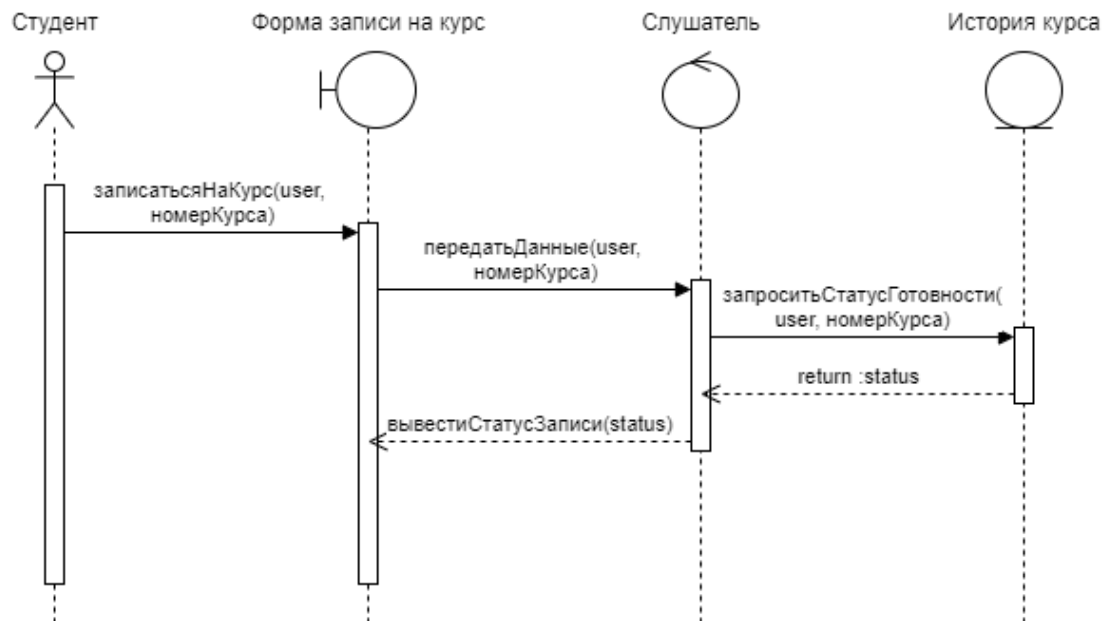 Студент
Форма записи на курс
Слушатель
История курса
записатьсяНаКурс(user,
номерКурса)
передатьДанные(user,
номерКурса)
запроситьСтатусГотовности(
user, номерКурса)
return :status
вывестиСтатусЗаписи(status)